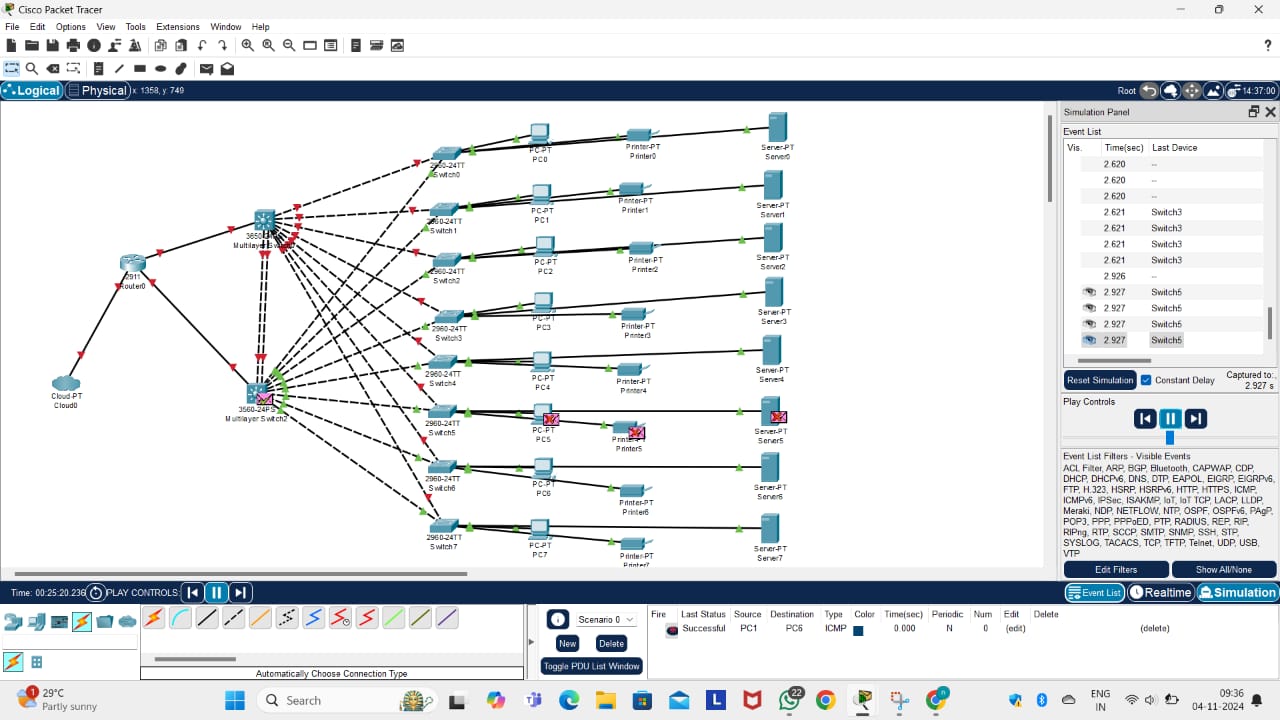 Cisco Packet Tracer
File Edit Options View Tools Extensions Window Help
Logical Physical x: 1358, y: 749
Root 14:37:00
PC-PT
PC0
Printer-PT
Printer0
Server-PT
Server0
2960-24TT
Switch0
PC-PT
PC1
Printer-PT
Printer1
Server-PT
Server1
2960-24TT
Switch1
PC-PT
PC2
Printer-PT
Printer2
Server-PT
Server2
2960-24TT
Switch2
PC-PT
PC3
Printer-PT
Printer3
Server-PT
Server3
2960-24TT
Switch3
PC-PT
PC4
Printer-PT
Printer4
Server-PT
Server4
2960-24TT
Switch4
PC-PT
PC5
Printer5
Server-PT
Server5
2960-24TT
Switch5
PC-PT
PC6
Printer-PT
Printer6
Server-PT
Server6
2960-24TT
Switch6
PC-PT
PC7
Printer-PT
Printer7
Server-PT
Server7
2960-24TT
Switch7
2911
Router0
Cloud-PT
Cloud0
3560-24PS
Multilayer Switch2
Simulation Panel
Event List
Vis. Time(sec) Last Device
2.620 --
2.620 --
2.620 --
2.621 Switch3
2.621 Switch3
2.621 Switch3
2.621 Switch3
2.926 --
2.927 Switch5
2.927 Switch5
2.927 Switch5
2.927 Switch5
Reset Simulation Constant Delay Captured to:.
2.927 s
Play Controls
Event List Filters - Visible Events
ACL Filter, ARP, BGP, Bluetooth, CAPWAP, CDP,
DHCP, DHCPv6, DNS, DTP, EAPOL, EIGRP, EIGRPv6,
FTP, H.323, HSRP, HSRPv6, HTTP, HTTPS, ICMP,
ICMPv6, IPSec, ISAKMP, IoT, IoT TCP, LACP, LLDP,
Meraki, NDP, NETFLOW, NTP, OSPF, OSPFv6, PAgP,
POP3, PPP, PPPoED, PTP, RADIUS, REP, RIP,
RIPng, RTP, SCCP, SMTP, SNMP, SSH, STP,
SYSLOG, TACACS, TCP, TFTP, Telnet, UDP, USB,
VTP
Edit Filters Show All/None
Time: 00:25:20.236 PLAY CONTROLS: Event List Realtime Simulation
Scenario 0
New Delete
Toggle PDU List Window
Automatically Choose Connection Type
Fire Last Status Source Destination Type Color Time(sec) Periodic Num Edit Delete
Successful PC1 PC6 ICMP 0.000 N 0 (edit) (delete)
1
29°C
Partly sunny
Search
22
ENG
IN
09:36
04-11-2024